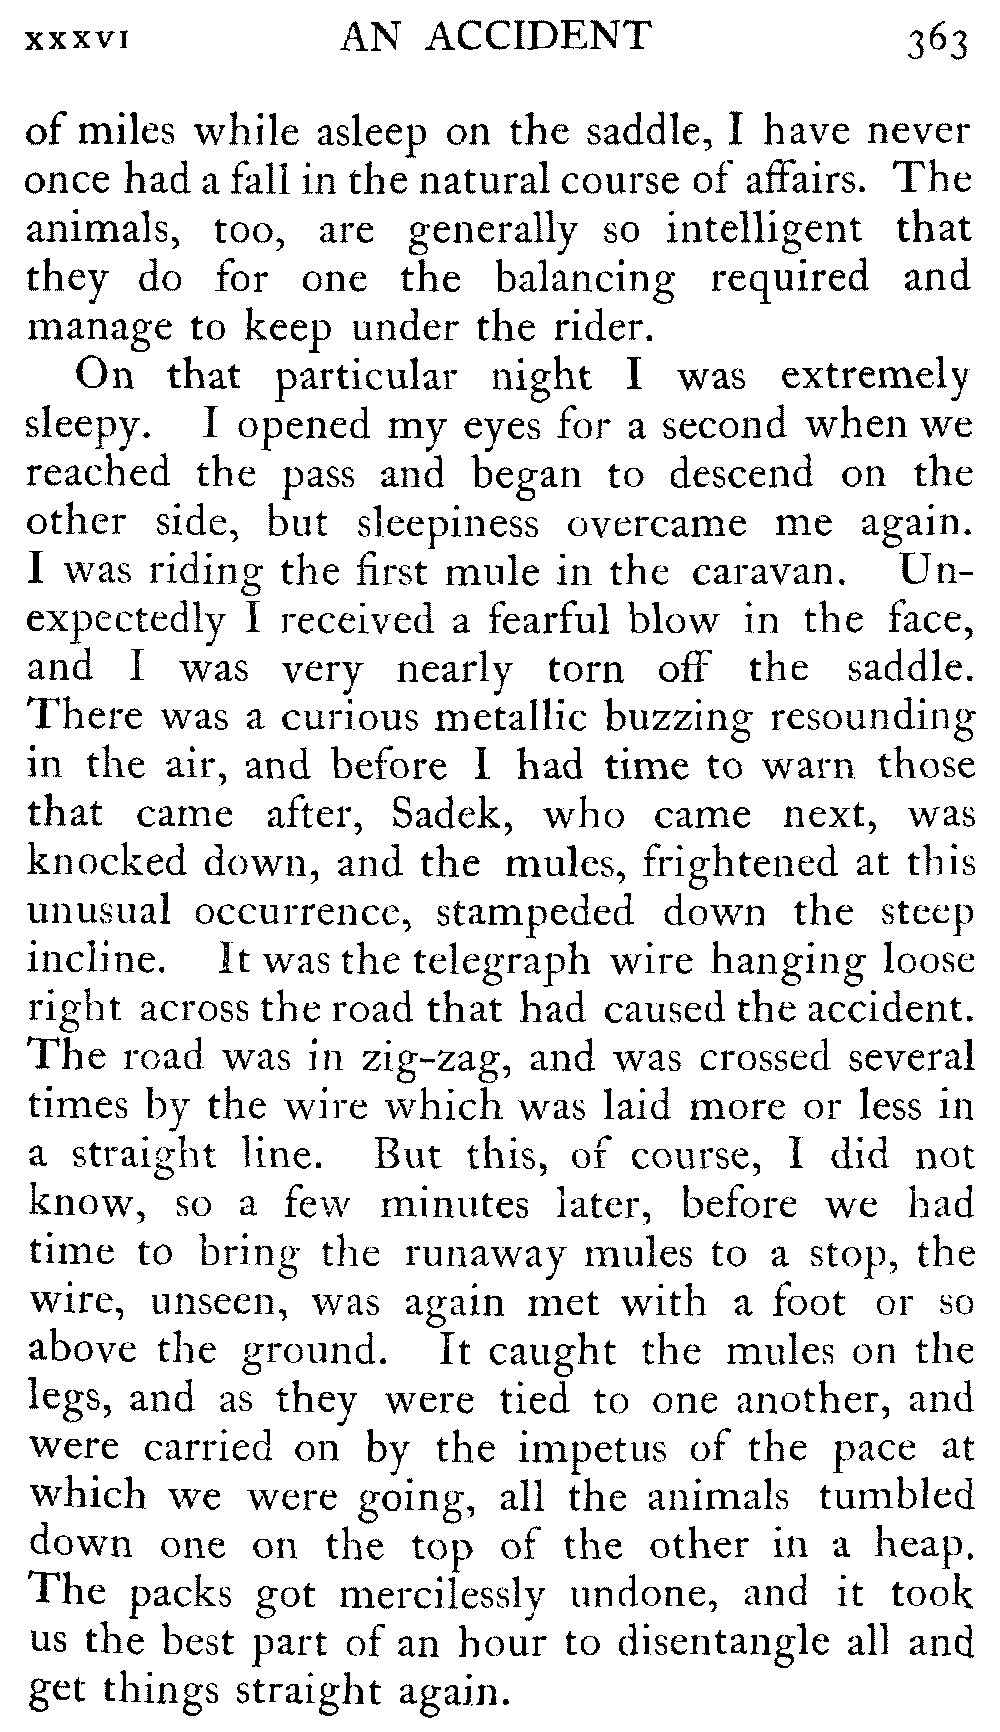 XXXVI AN ACCIDENT 363
of miles while asleep on the saddle, I have never
once had a fall in the natural course of affairs. The
animals, too, are generally so intelligent that
they do for one the balancing required and
manage to keep under the rider.
On that particular night I was extremely
sleepy. I opened my eyes for a second when we
reached the pass and began to descend on the
other side, but sleepiness overcame me again.
I was riding the first mule in the caravan. Un-
expectedly I received a fearful blow in the face,
and I was very nearly torn off the saddle.
There was a curious metallic buzzing resounding
in the air, and before I had time to warn those
that came after, Sadek, who came next, was
knocked down, and the mules, frightened at this
unusual occurrence, stampeded down the steep
incline. It was the telegraph wire hanging loose
right across the road that had caused the accident.
The road was in zig-zag, and was crossed several
times by the wire which was laid more or less in
a straight line. But this, of course, I did not
know, so a few minutes later, before we had
time to bring the runaway mules to a stop, the
wire, unseen, was again met with a foot or so
above the ground. It caught the mules on the
legs, and as they were tied to one another, and
were carried on by the impetus of the pace at
which we were going, all the animals tumbled
down one on the top of the other in a heap.
The packs got mercilessly undone, and it took
us the best part of an hour to disentangle all and
get things straight again.